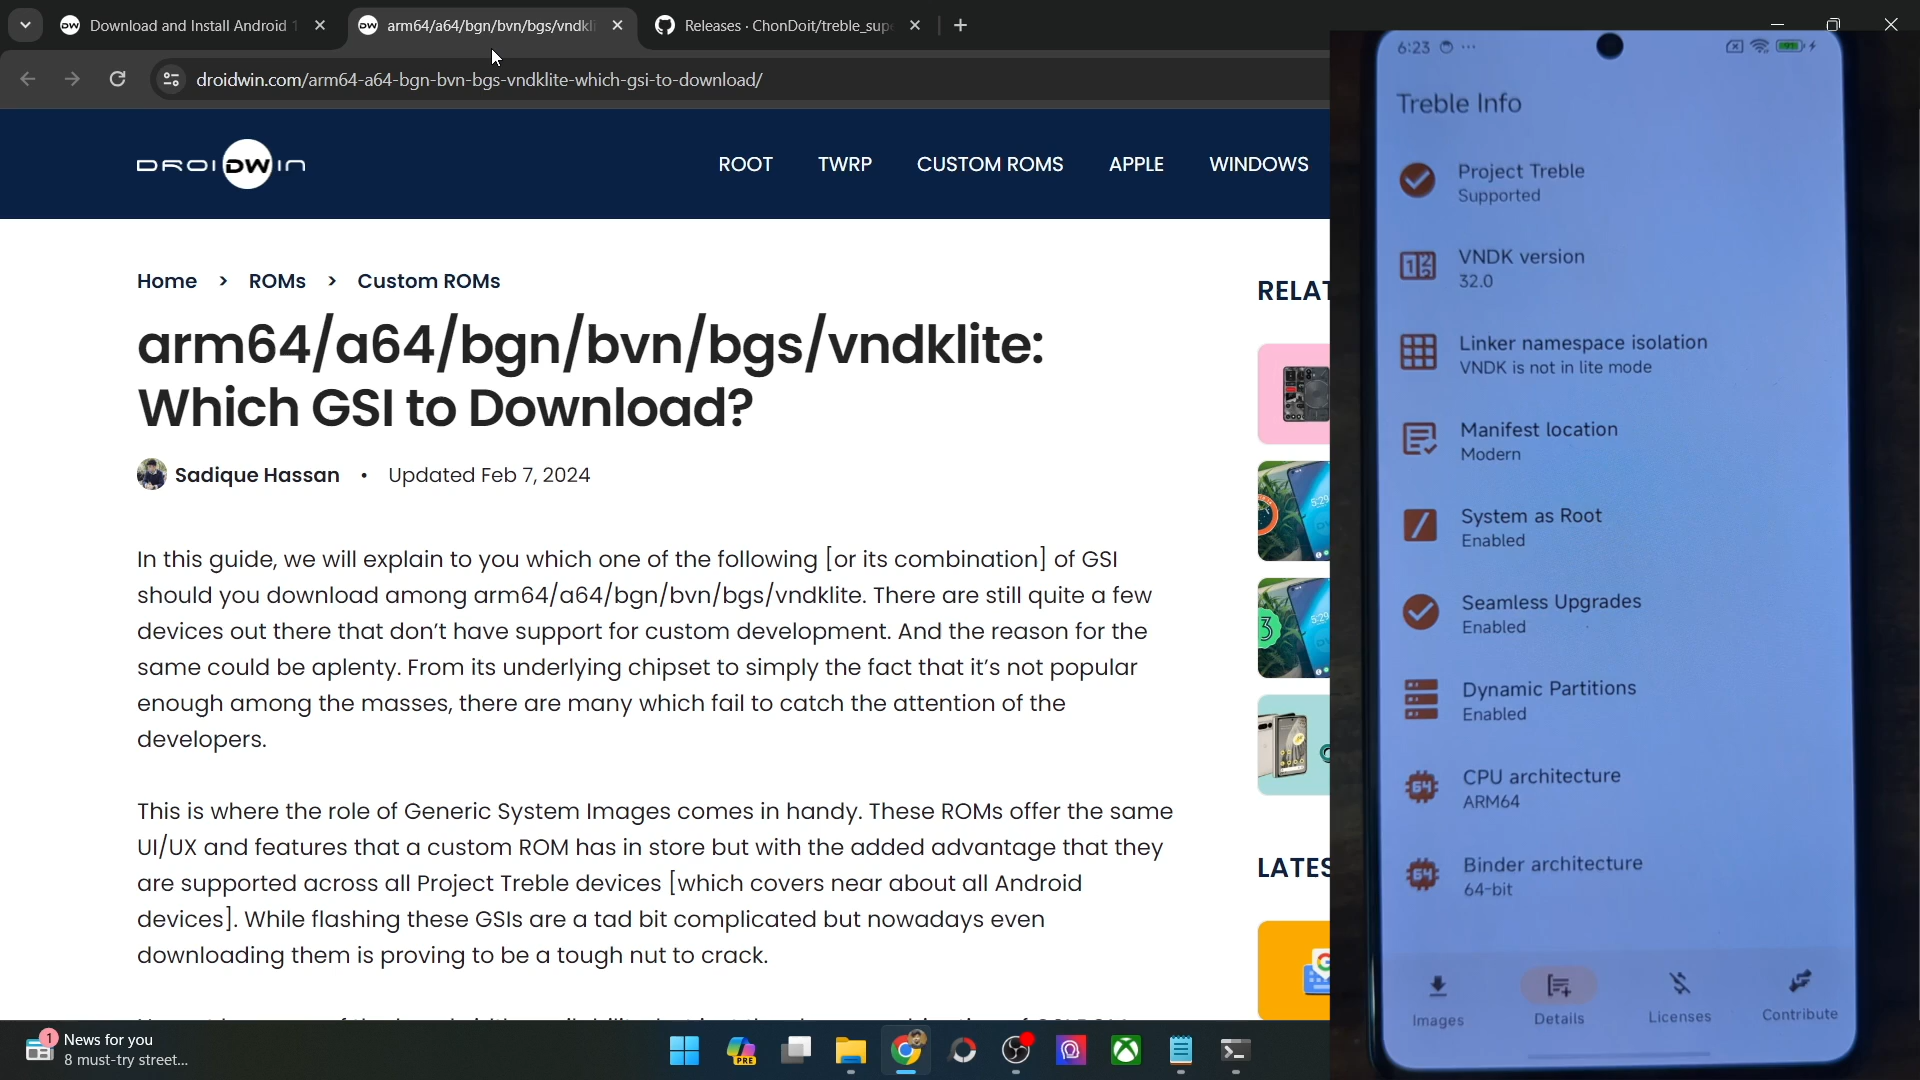 Download and Install Android 1
arm64/a64/bgn/bvn/bgs/vndkli
Releases · ChonDoit/treble_sup
droidwin.com/arm64-a64-bgn-bvn-bgs-vndklite-which-gsi-to-download/
DROIDWIN
ROOT
TWRP
CUSTOM ROMS
APPLE
WINDOWS
Home > ROMs > Custom ROMs
arm64/a64/bgn/bvn/bgs/vndklite:
Which GSI to Download?
Sadique Hassan • Updated Feb 7, 2024
In this guide, we will explain to you which one of the following [or its combination] of GSI
should you download among arm64/a64/bgn/bvn/bgs/vndklite. There are still quite a few
devices out there that don’t have support for custom development. And the reason for the
same could be aplenty. From its underlying chipset to simply the fact that it’s not popular
enough among the masses, there are many which fail to catch the attention of the
developers.
This is where the role of Generic System Images comes in handy. These ROMs offer the same
UI/UX and features that a custom ROM has in store but with the added advantage that they
are supported across all Project Treble devices [which covers near about all Android
devices]. While flashing these GSIs are a tad bit complicated but nowadays even
downloading them is proving to be a tough nut to crack.
RELAT
LATES
6:23
Treble Info
Project Treble
Supported
VNDK version
32.0
Linker namespace isolation
VNDK is not in lite mode
Manifest location
Modern
System as Root
Enabled
Seamless Upgrades
Enabled
Dynamic Partitions
Enabled
CPU architecture
ARM64
Binder architecture
64-bit
Images
Details
Licenses
Contribute
1
News for you
8 must-try street...
PRE